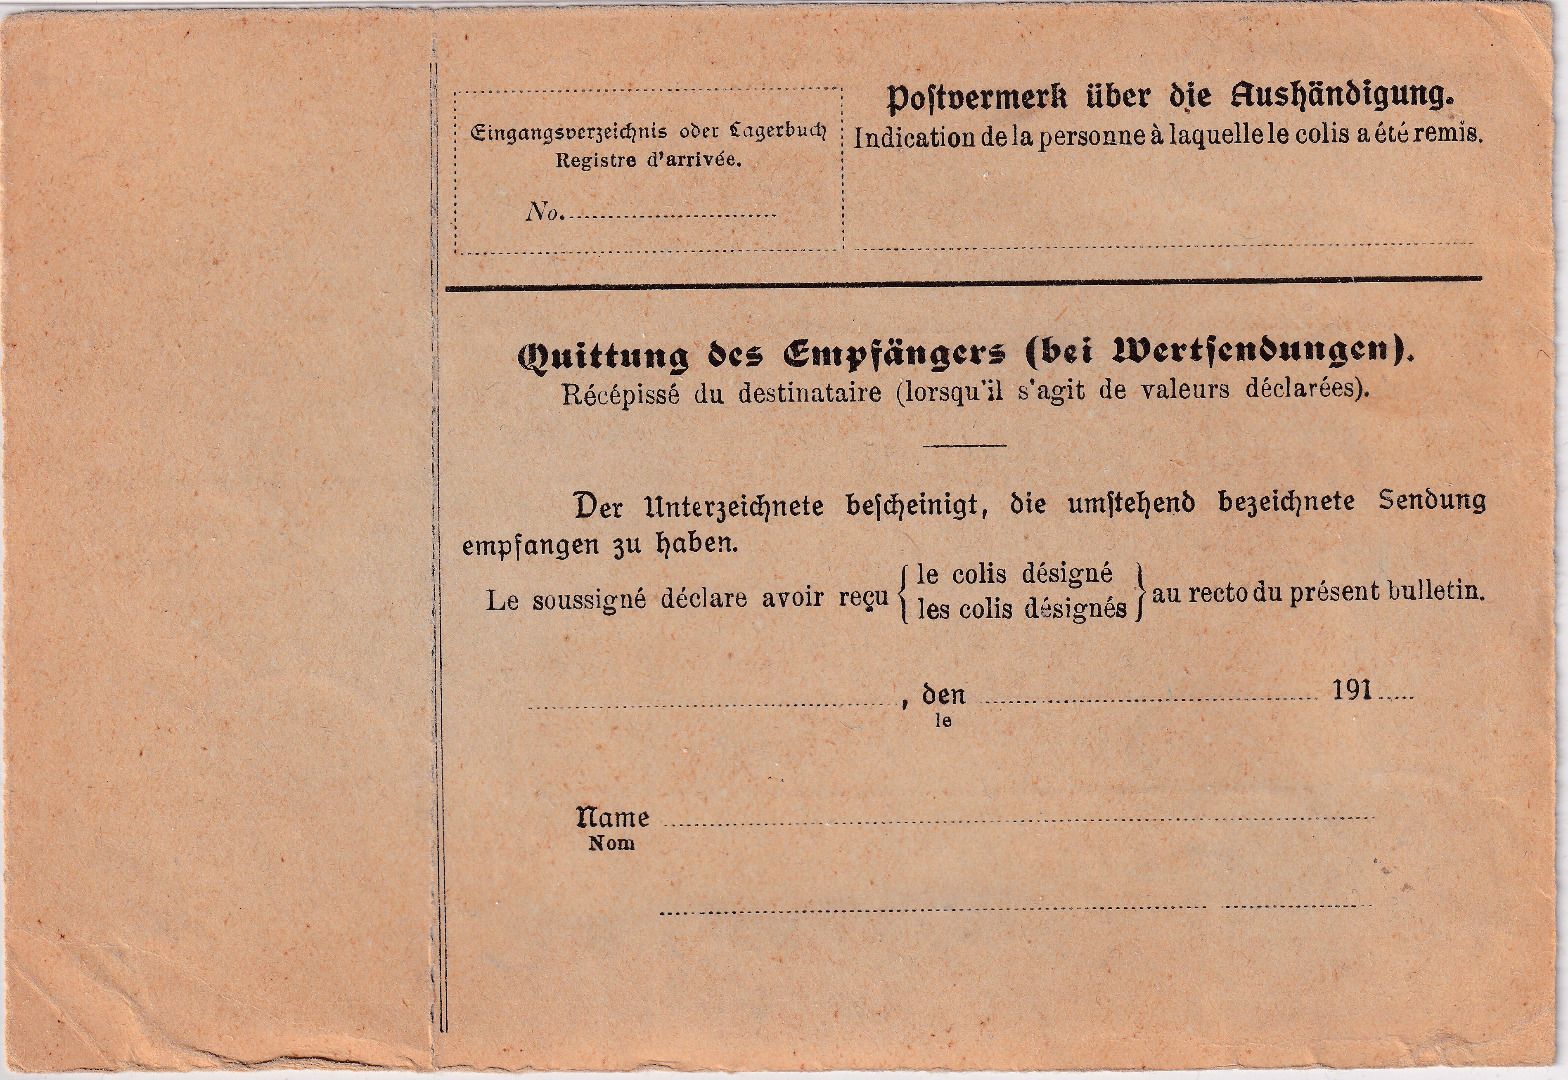 Eingangsverzeichnis oder Lagerbuch
Registre d'arrivée.
No.
Postvermerk über die Aushändigung.
Indication de la personne à laquelle le colis a été remis.
Quittung des Empfängers (bei Wertsendungen).
Récépissé du destinataire (lorsqu'il s'agit de valeurs déclarées).
Der Unterzeichnete bescheinigt, die umstehend bezeichnete Sendung
empfangen zu haben.
Le soussigné déclare avoir reçu { le colis désigné } au recto du présent bulletin.
les colis désignés
, den 191
le
Name
Nom